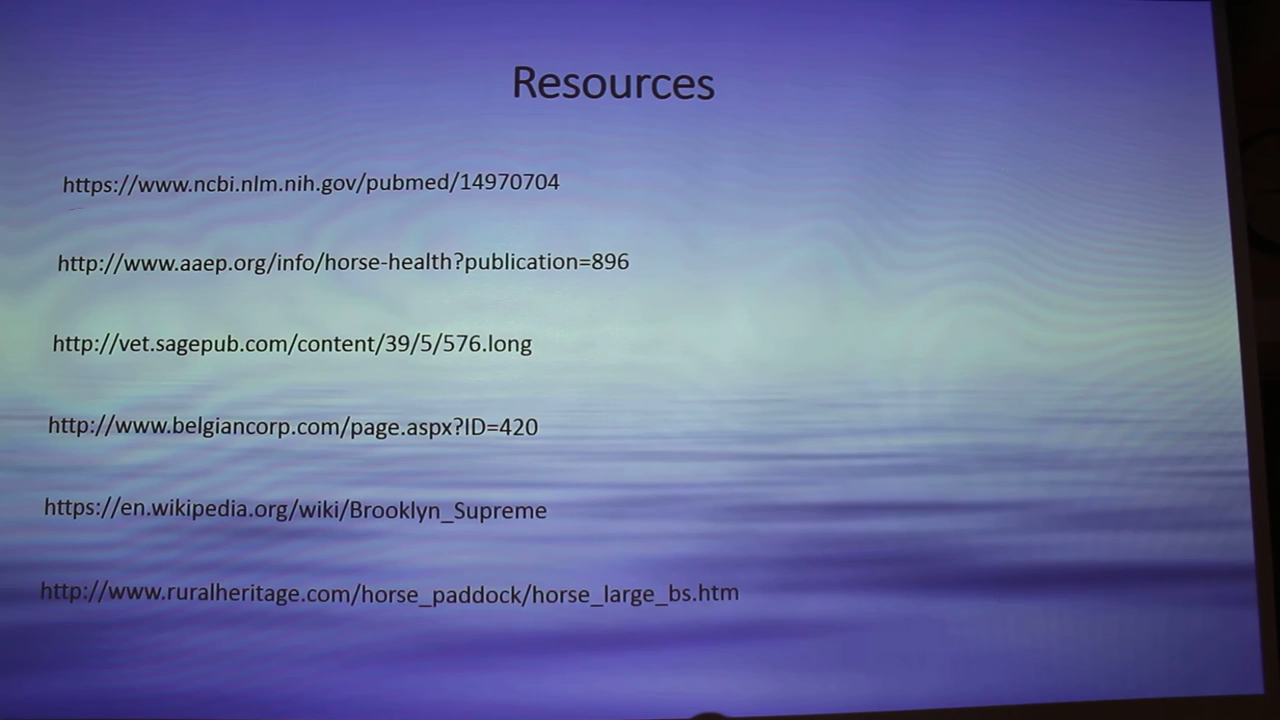 Resources
https://www.ncbi.nlm.nih.gov/pubmed/14970704
http://www.aaep.org/info/horse-health?publication=896
http://vet.sagepub.com/content/39/5/576.long
http://www.belgiancorp.com/page.aspx?ID=420
https://en.wikipedia.org/wiki/Brooklyn_Supreme
http://www.ruralheritage.com/horse_paddock/horse_large_bs.htm